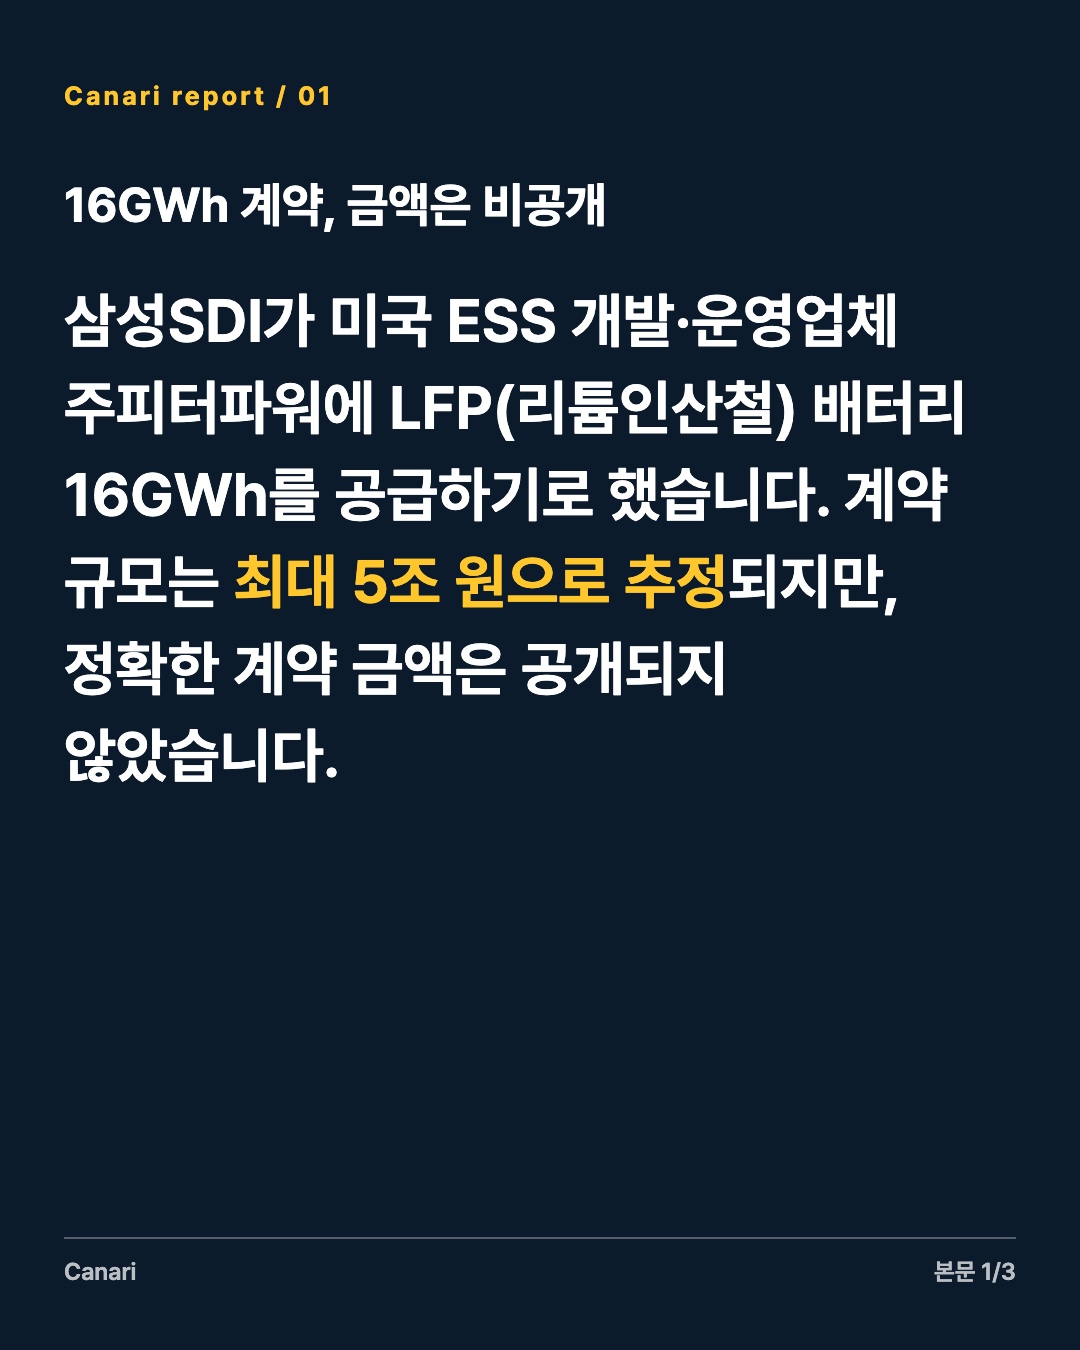 Canari report / 01
16GWh 계약, 금액은 비공개
삼성SDI가 미국 ESS 개발·운영업체
주피터파워에 LFP(리튬인산철) 배터리
16GWh를 공급하기로 했습니다. 계약
규모는 최대 5조 원으로 추정되지만,
정확한 계약 금액은 공개되지
않았습니다.
Canari
본문 1/3